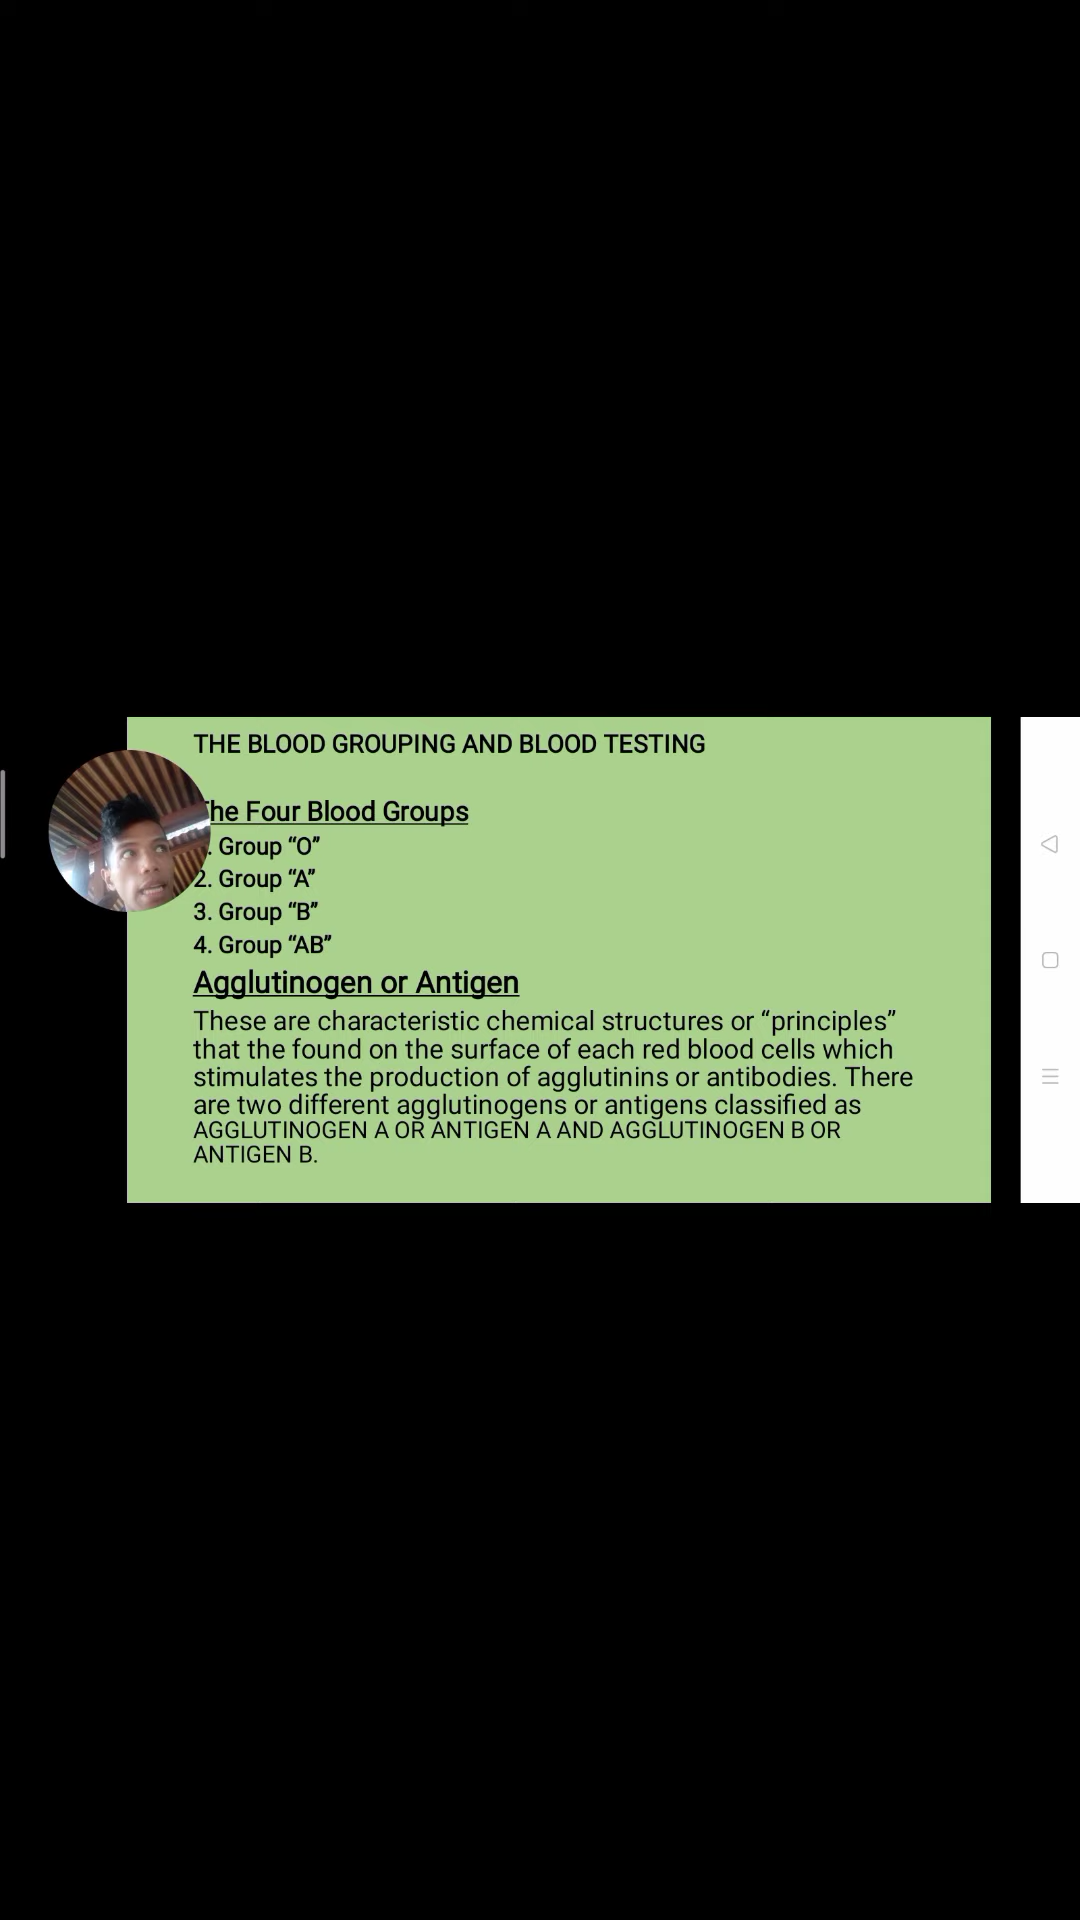 THE BLOOD GROUPING AND BLOOD TESTING
The Four Blood Groups
. Group “O”
2. Group “A”
3. Group “B”
4. Group “AB”
Agglutinogen or Antigen
These are characteristic chemical structures or “principles”
that the found on the surface of each red blood cells which
stimulates the production of agglutinins or antibodies. There
are two different agglutinogens or antigens classified as
AGGLUTINOGEN A OR ANTIGEN A AND AGGLUTINOGEN B OR
ANTIGEN B.